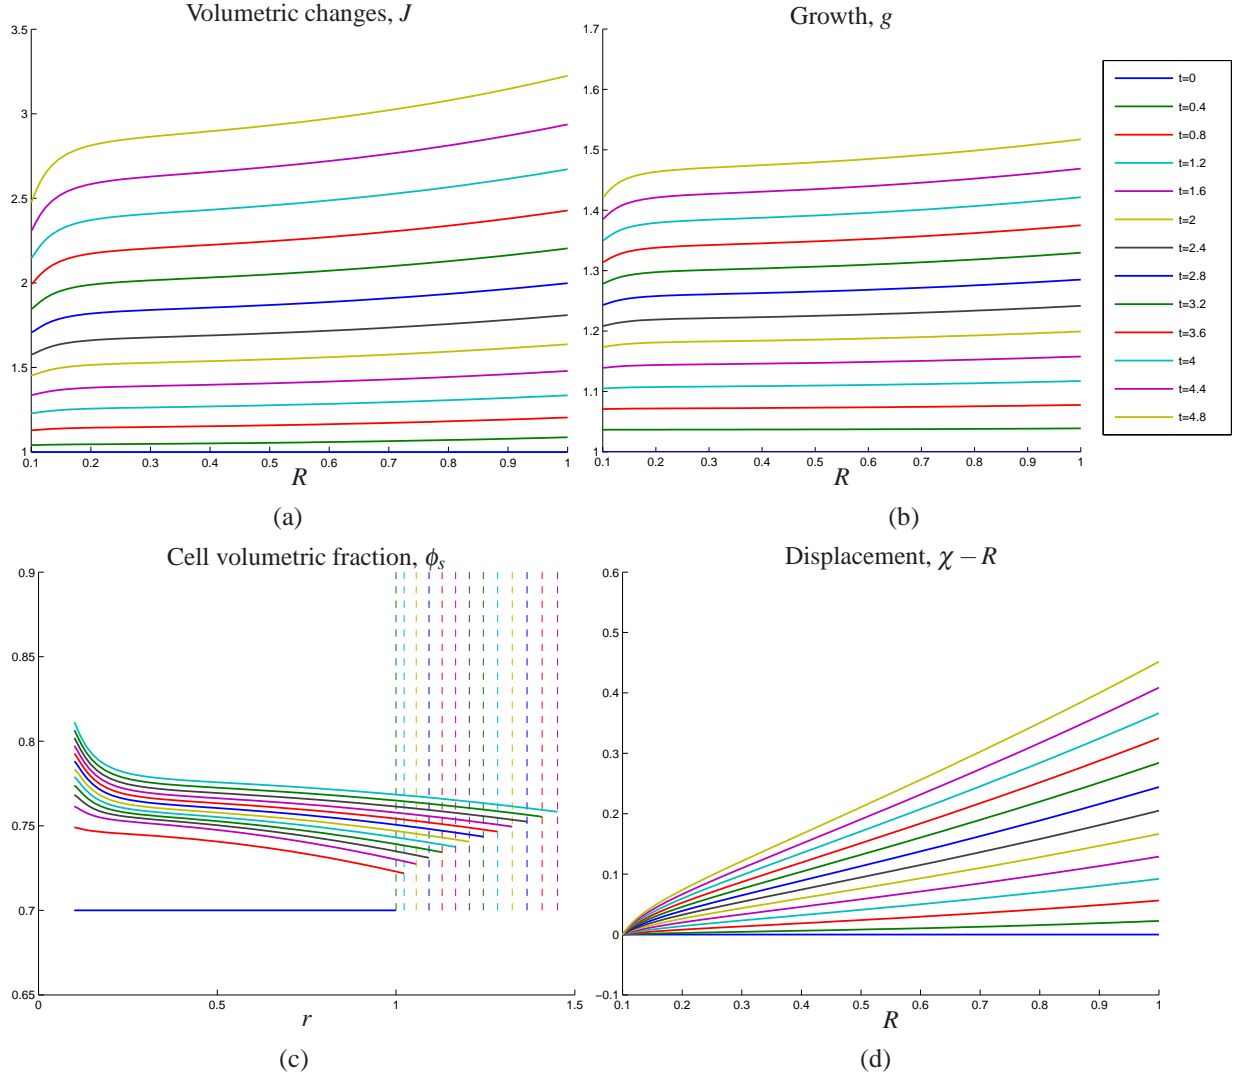 Volumetric changes, J
3.5
3
2.5
2
1.5
1
0.1 0.2 0.3 0.4 0.5 0.6 0.7 0.8 0.9 1
R
(a)
Growth, g
1.7
1.6
1.5
1.4
1.3
1.2
1.1
1
0.1 0.2 0.3 0.4 0.5 0.6 0.7 0.8 0.9 1
R
(b)
t=0
t=0.4
t=0.8
t=1.2
t=1.6
t=2
t=2.4
t=2.8
t=3.2
t=3.6
t=4
t=4.4
t=4.8
Cell volumetric fraction, ϕₛ
0.9
0.85
0.8
0.75
0.7
0.65
0 0.5 1 1.5
r
(c)
Displacement, χ − R
0.6
0.5
0.4
0.3
0.2
0.1
0
−0.1
0.1 0.2 0.3 0.4 0.5 0.6 0.7 0.8 0.9 1
R
(d)